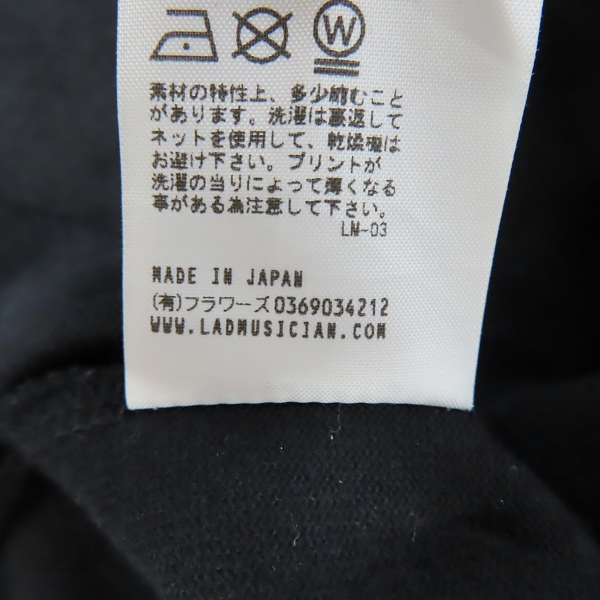 W
素材の特性上、多少縮むこと
があります。洗濯は裏返して
ネットを使用して、乾燥機は
お避け下さい。プリントが
洗濯の当りによって薄くなる
事がある為注意して下さい。
LM-03
MADE IN JAPAN
(有)フラワーズ0369034212
WWW.LADMUSICIAN.COM